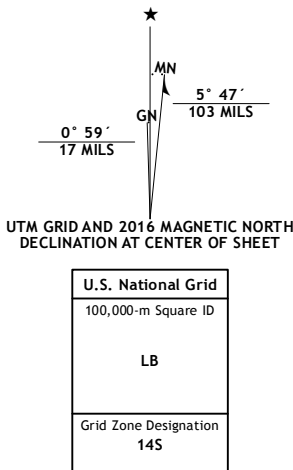 ★
MN
GN
5° 47´
103 MILS
0° 59´
17 MILS
UTM GRID AND 2016 MAGNETIC NORTH
DECLINATION AT CENTER OF SHEET
U.S. National Grid
100,000-m Square ID
LB
Grid Zone Designation
14S